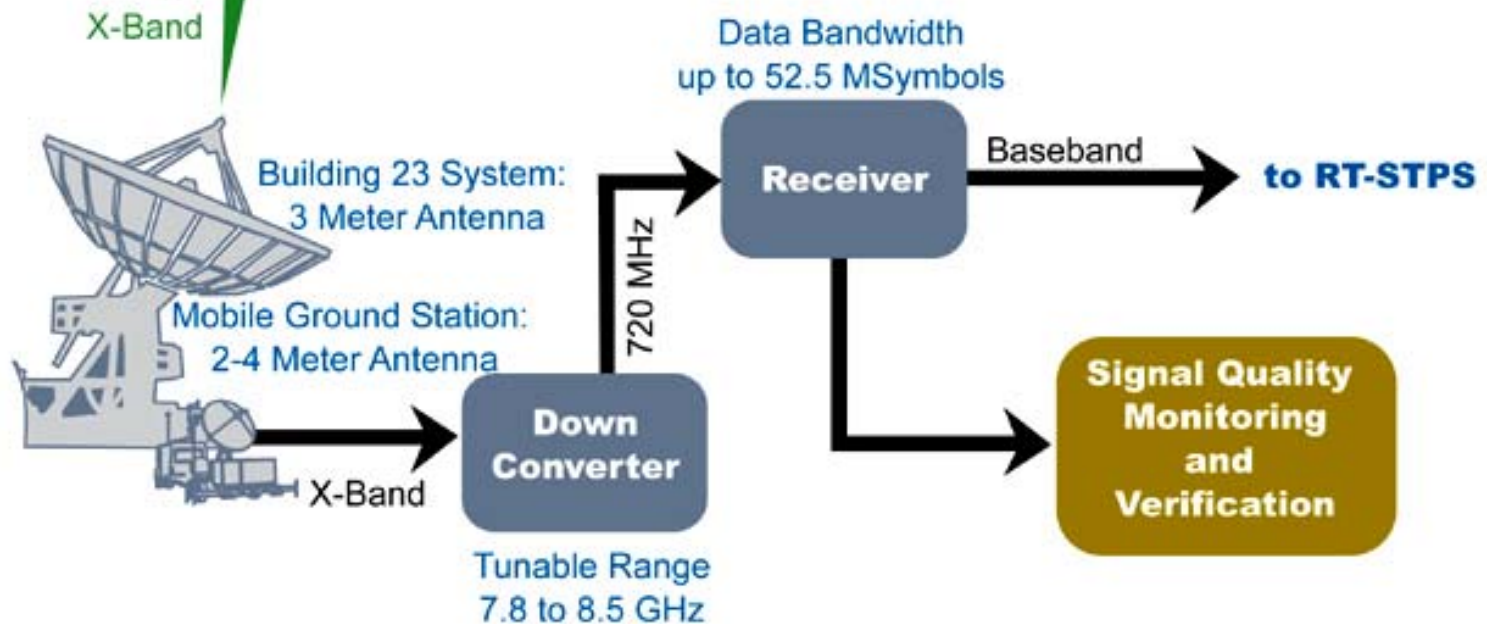 X-Band
Data Bandwidth
up to 52.5 MSymbols
Building 23 System:
3 Meter Antenna
Receiver
Baseband
to RT-STPS
720 MHz
Mobile Ground Station:
2-4 Meter Antenna
Down
Converter
X-Band
Tunable Range
7.8 to 8.5 GHz
Signal Quality
Monitoring
and
Verification